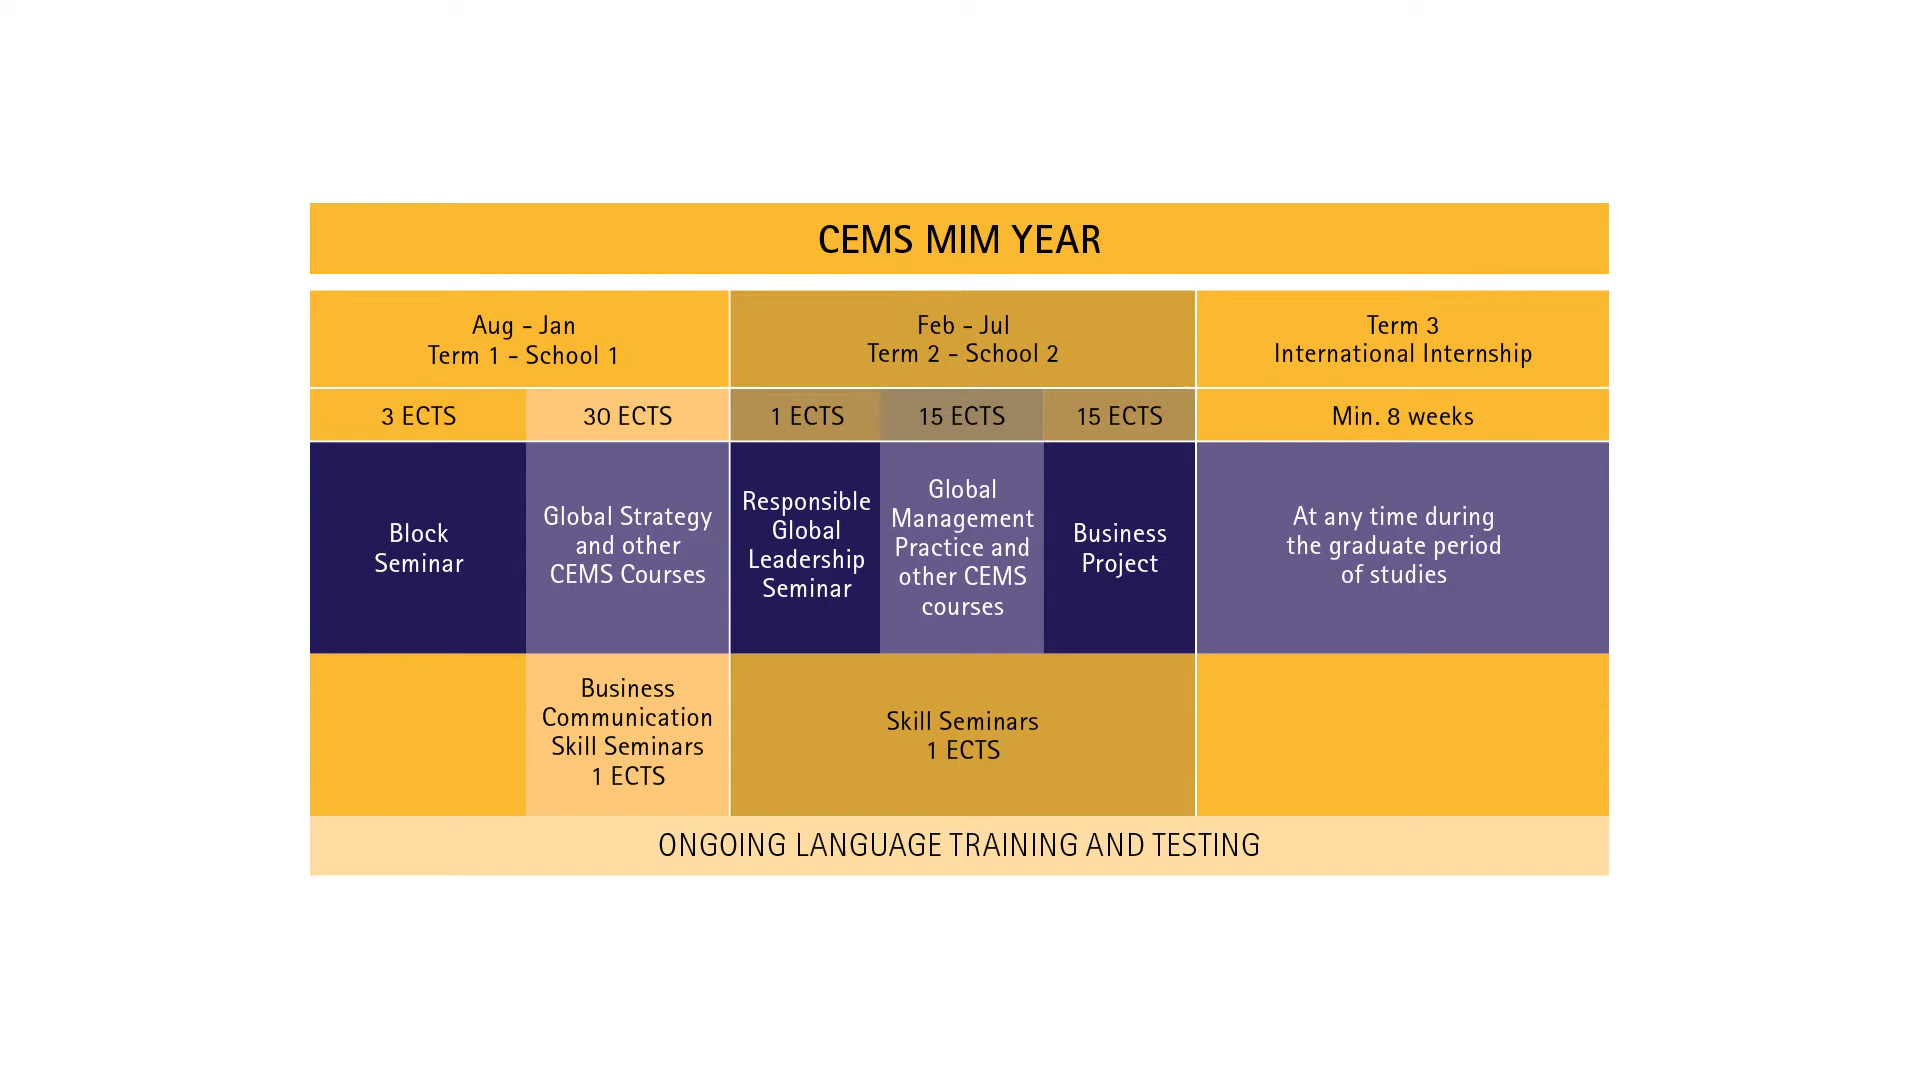 CEMS MIM YEAR
Aug - Jan
Term 1 - School 1
Feb - Jul
Term 2 - School 2
Term 3
International Internship
3 ECTS
30 ECTS
1 ECTS
15 ECTS
15 ECTS
Min. 8 weeks
Block
Seminar
Global Strategy
and other
CEMS Courses
Responsible
Global
Leadership
Seminar
Global
Management
Practice and
other CEMS
courses
Business
Project
At any time during
the graduate period
of studies
Business
Communication
Skill Seminars
1 ECTS
Skill Seminars
1 ECTS
ONGOING LANGUAGE TRAINING AND TESTING